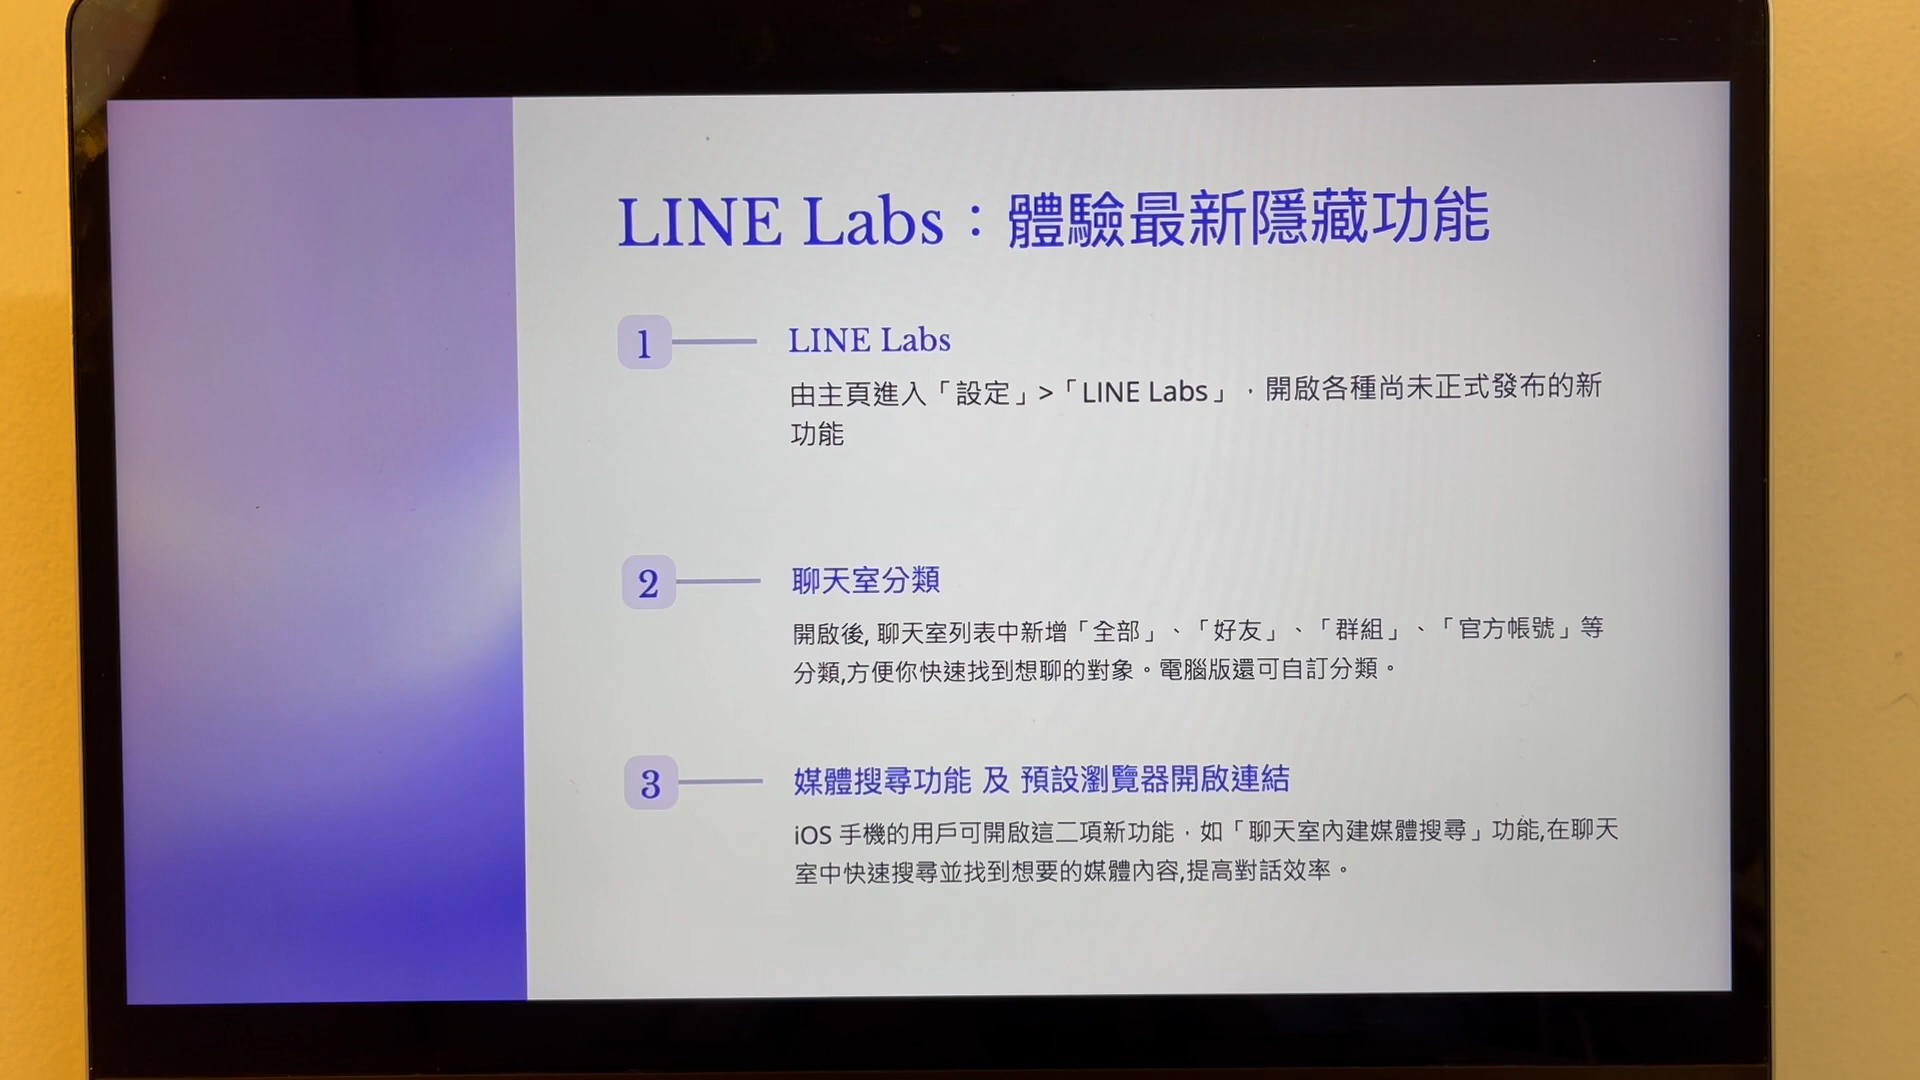 LINE Labs：體驗最新隱藏功能
1
LINE Labs
由主頁進入「設定」>「LINE Labs」，開啟各種尚未正式發布的新
功能
2
聊天室分類
開啟後, 聊天室列表中新增「全部」、「好友」、「群組」、「官方帳號」等
分類,方便你快速找到想聊的對象。電腦版還可自訂分類。
3
媒體搜尋功能 及 預設瀏覽器開啟連結
iOS 手機的用戶可開啟這二項新功能，如「聊天室內建媒體搜尋」功能,在聊天
室中快速搜尋並找到想要的媒體內容,提高對話效率。